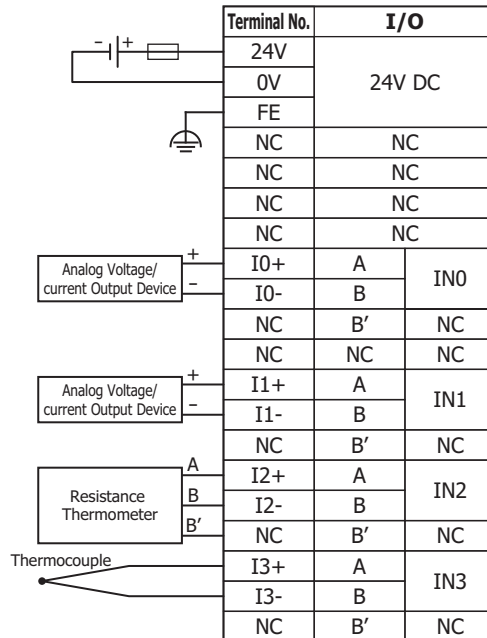 Terminal No. I/O
- + 24V
0V 24V DC
FE
NC NC
NC NC
NC NC
NC NC
Analog Voltage/ + I0+ A IN0
current Output Device – I0- B
NC B′ NC
NC NC NC
Analog Voltage/ + I1+ A IN1
current Output Device – I1- B
NC B′ NC
A I2+ A IN2
Resistance B I2- B
Thermometer B′ NC B′ NC
Thermocouple I3+ A IN3
I3- B
NC B′ NC